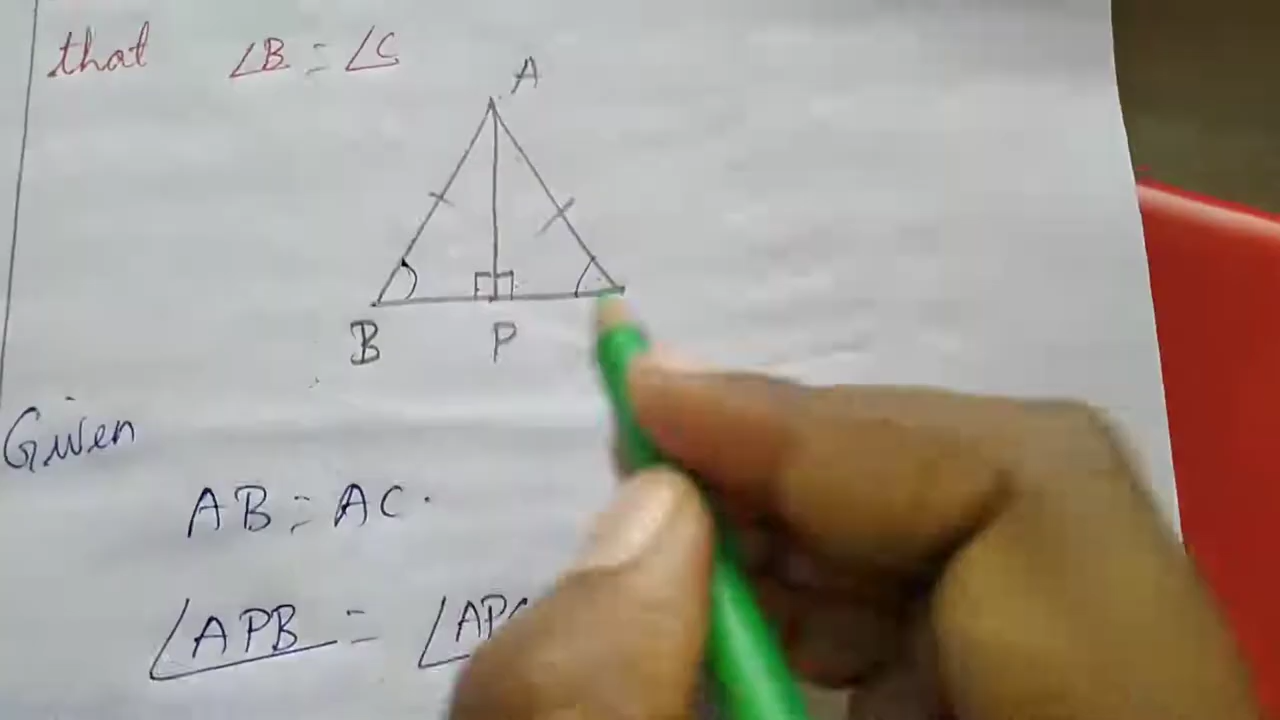 that ∠B = ∠C
A
B P
Given
AB = AC.
∠APB = ∠AP